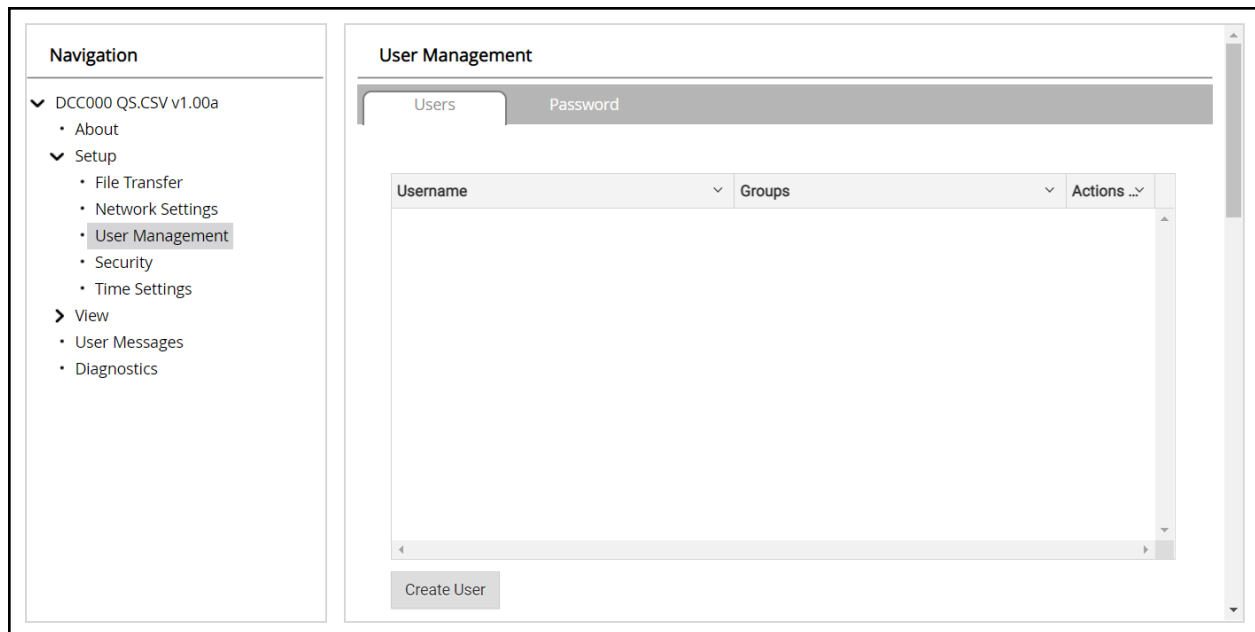 Navigation
DCC000 QS.CSV v1.00a
About
Setup
File Transfer
Network Settings
User Management
Security
Time Settings
View
User Messages
Diagnostics
User Management
Users Password
Username Groups Actions ...
Create User